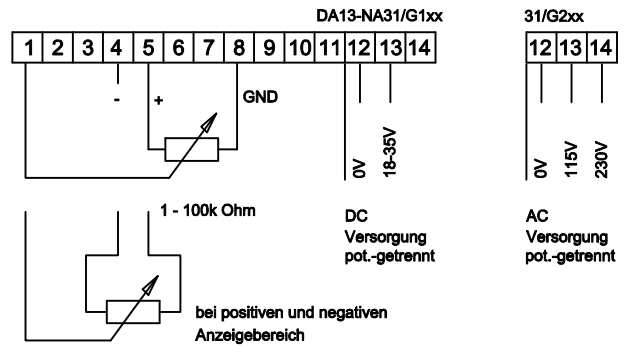 DA13-NA31/G1xx
31/G2xx
1 2 3 4 5 6 7 8 9 10 11 12 13 14
12 13 14
- + GND
0V
18-35V
0V
115V
230V
1 - 100k Ohm
DC
Versorgung
pot.-getrennt
AC
Versorgung
pot.-getrennt
bei positiven und negativen
Anzeigebereich